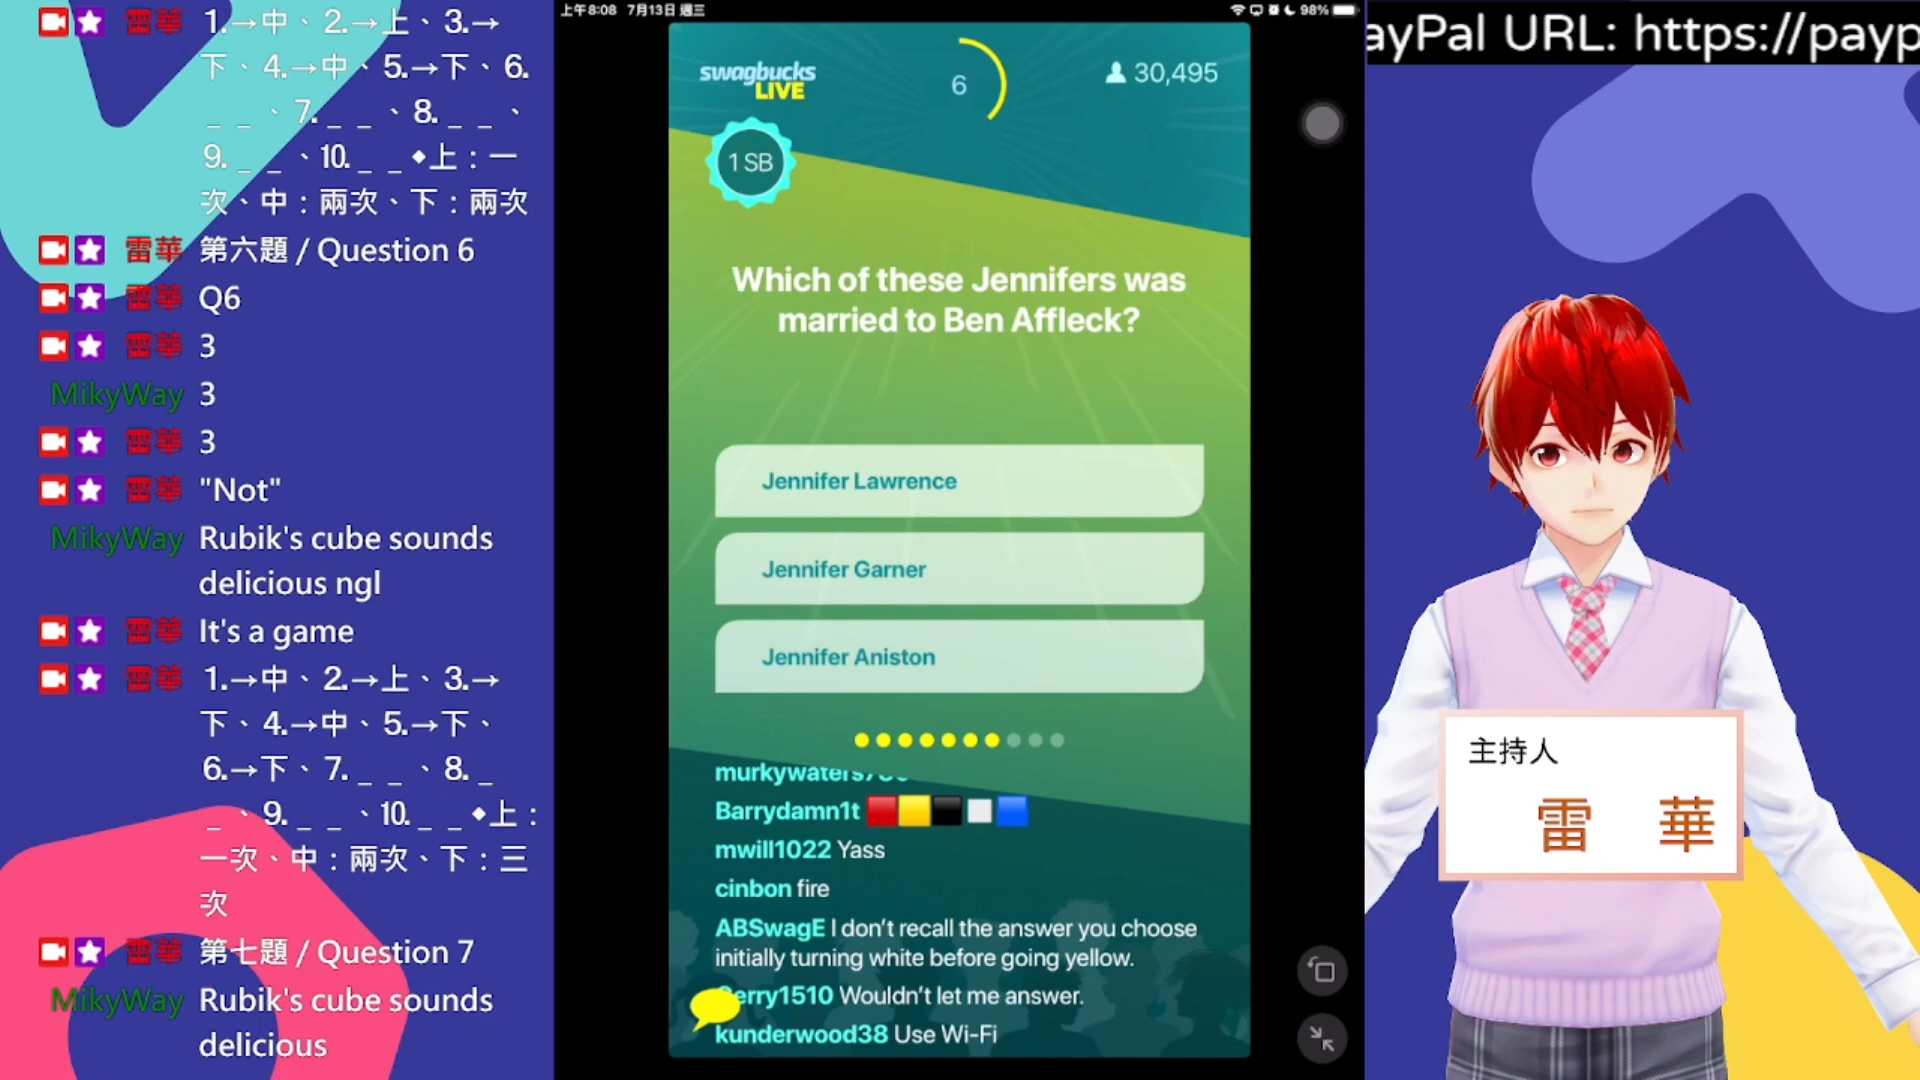 雷華 1.→中、2.→上、3.→
下、4.→中、5.→下、6.
_ _ 、7. _ _ 、8. _ _ 、
9. _ _ 、10. _ _ ◆上：一
次、中：兩次、下：兩次
雷華 第六題 / Question 6
雷華 Q6
雷華 3
MikyWay 3
雷華 3
雷華 "Not"
MikyWay Rubik's cube sounds
delicious ngl
雷華 It's a game
雷華 1.→中、2.→上、3.→
下、4.→中、5.→下、
6.→下、7. _ _ 、8. _
_ 、9. _ _ 、10. _ _ ◆上：
一次、中：兩次、下：三
次
雷華 第七題 / Question 7
MikyWay Rubik's cube sounds
delicious
上午8:08 7月13日 週三
98%
swagbucks
LIVE
6
30,495
1 SB
Which of these Jennifers was
married to Ben Affleck?
Jennifer Lawrence
Jennifer Garner
Jennifer Aniston
Barrydamn1t
mwill1022 Yass
cinbon fire
ABSwagE I don't recall the answer you choose
initially turning white before going yellow.
Wouldn't let me answer.
kunderwood38 Use Wi-Fi
ayPal URL: https://payp
主持人
雷 華